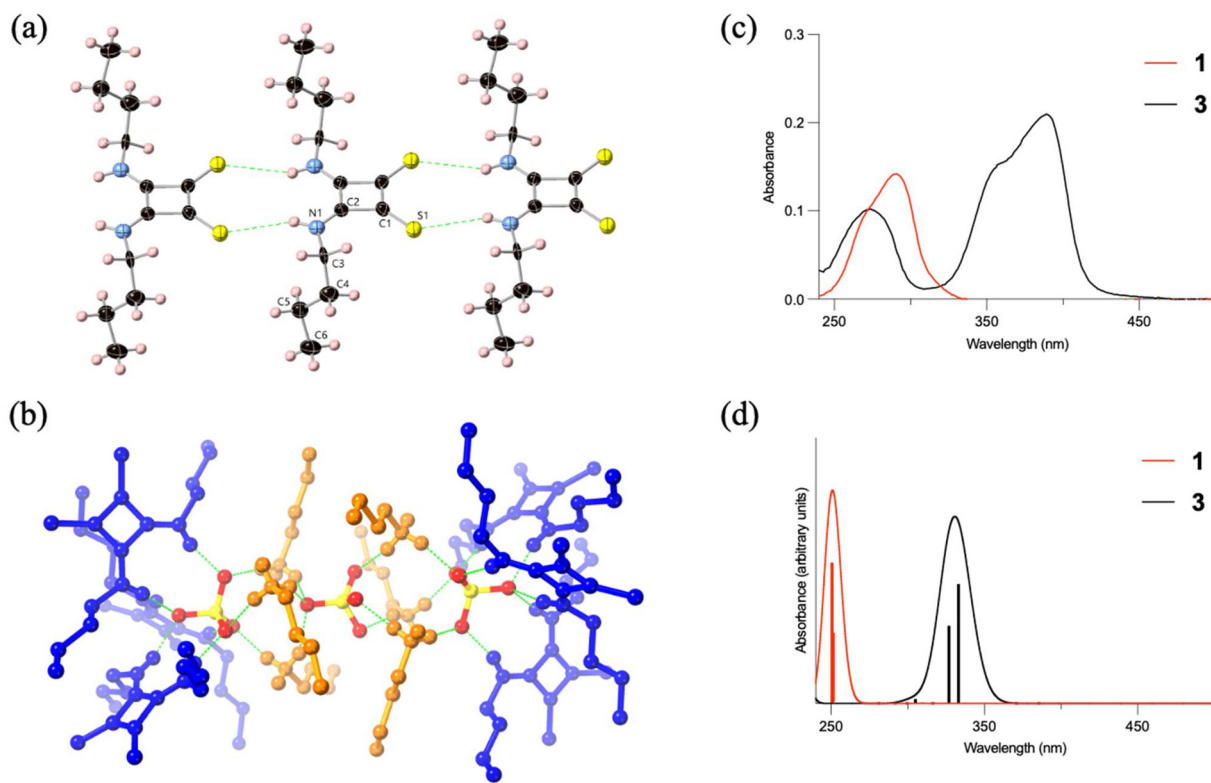 (a)
N1
C2
C1
S1
C3
C4
C5
C6
(b)
(c)
0.3
0.2
0.1
0.0
Absorbance
250
350
450
Wavelength (nm)
1
3
(d)
Absorbance (arbitrary units)
250
350
450
Wavelength (nm)
1
3